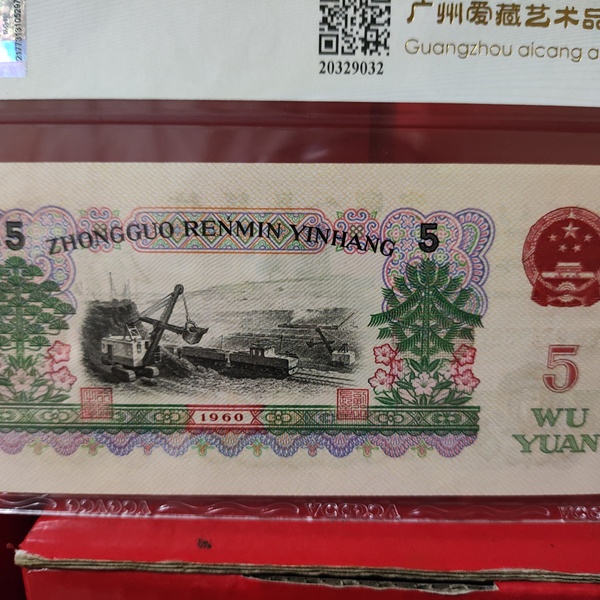 广州爱藏艺术品
Guangzhou aicang a
20329032
5 ZHONGGUO RENMIN YINHANG 5
1960
5
WU
YUAN